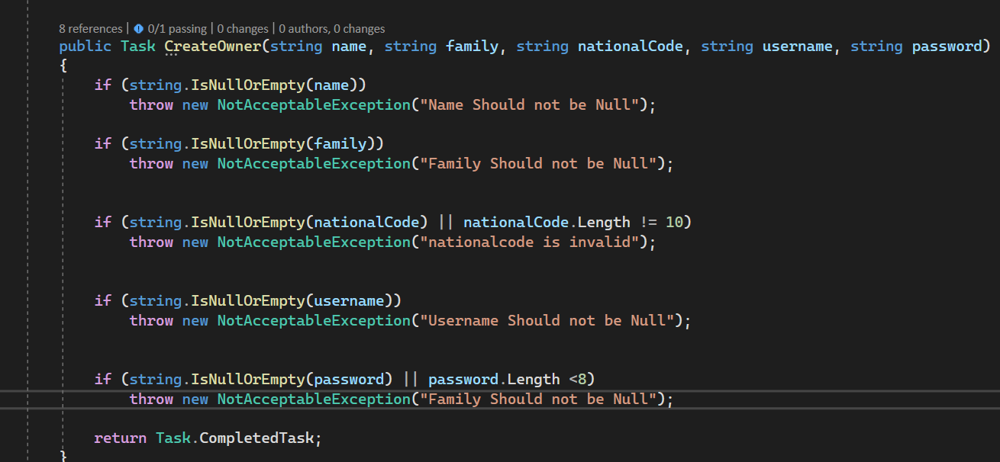 8 references | 0/1 passing | 0 changes | 0 authors, 0 changes
public Task CreateOwner(string name, string family, string nationalCode, string username, string password)
{
if (string.IsNullOrEmpty(name))
throw new NotAcceptableException("Name Should not be Null");
if (string.IsNullOrEmpty(family))
throw new NotAcceptableException("Family Should not be Null");
if (string.IsNullOrEmpty(nationalCode) || nationalCode.Length != 10)
throw new NotAcceptableException("nationalcode is invalid");
if (string.IsNullOrEmpty(username))
throw new NotAcceptableException("Username Should not be Null");
if (string.IsNullOrEmpty(password) || password.Length <8)
throw new NotAcceptableException("Family Should not be Null");
return Task.CompletedTask;
}